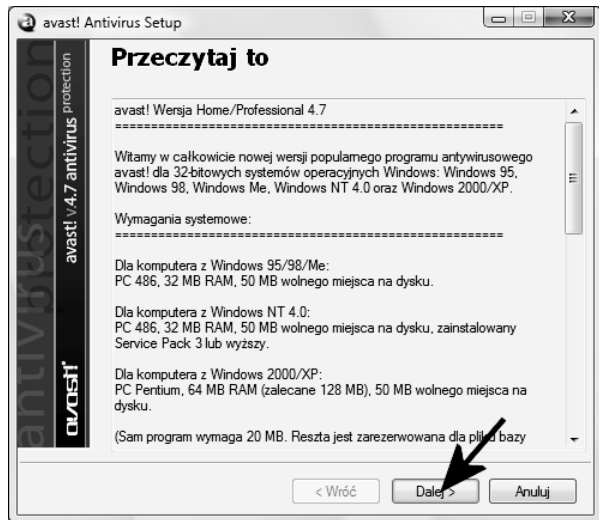 avast! Antivirus Setup
Przeczytaj to
avast! Wersja Home/Professional 4.7
=====================================================
Witamy w całkowicie nowej wersji popularnego programu antywirusowego
avast! dla 32-bitowych systemów operacyjnych Windows: Windows 95,
Windows 98, Windows Me, Windows NT 4.0 oraz Windows 2000/XP.
Wymagania systemowe:
=====================================================
Dla komputera z Windows 95/98/Me:
PC 486, 32 MB RAM, 50 MB wolnego miejsca na dysku.
Dla komputera z Windows NT 4.0:
PC 486, 32 MB RAM, 50 MB wolnego miejsca na dysku, zainstalowany
Service Pack 3 lub wyższy.
Dla komputera z Windows 2000/XP:
PC Pentium, 64 MB RAM (zalecane 128 MB), 50 MB wolnego miejsca na
dysku.
(Sam program wymaga 20 MB. Reszta jest zarezerwowana dla pliku bazy
avast! v.4.7 antivirus protection
antivirus protection
avast!
< Wróć
Dalej >
Anuluj